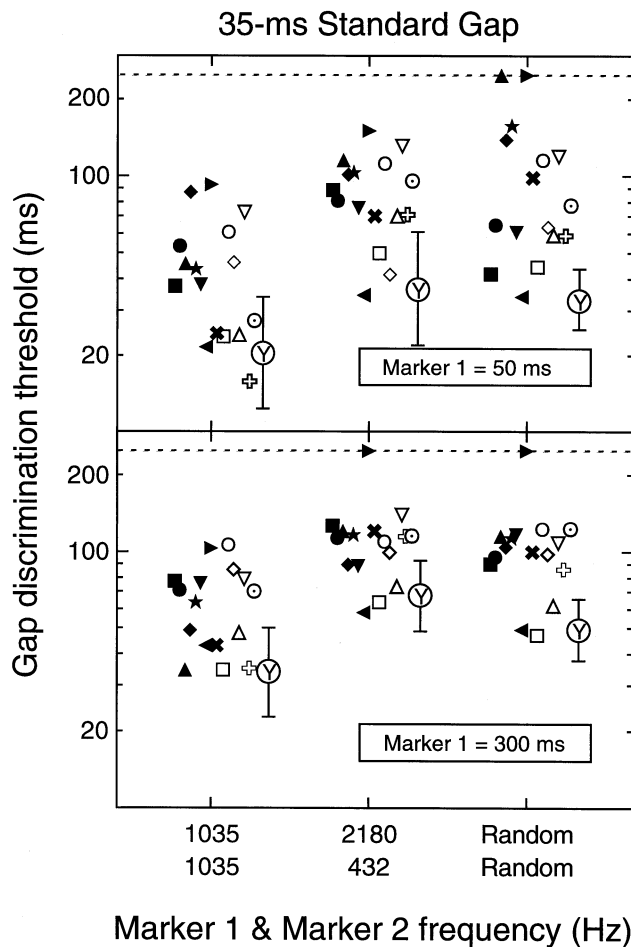 35-ms Standard Gap
Gap discrimination threshold (ms)
200
100
20
Y
Y
Y
Marker 1 = 50 ms
200
100
20
Y
Y
Y
Marker 1 = 300 ms
1035 2180 Random
1035 432 Random
Marker 1 & Marker 2 frequency (Hz)